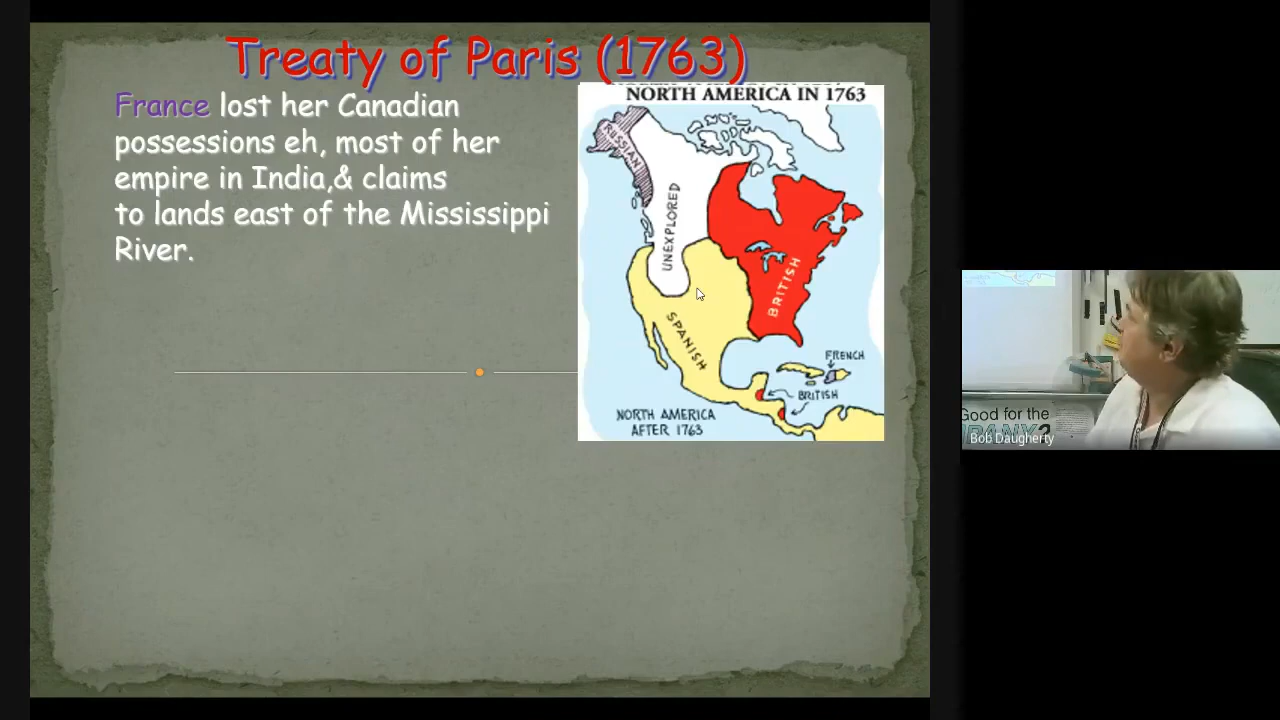 Treaty of Paris (1763)
France lost her Canadian
possessions eh, most of her
empire in India,& claims
to lands east of the Mississippi
River.
NORTH AMERICA IN 1763
RUSSIAN
UNEXPLORED
BRITISH
SPANISH
FRENCH
BRITISH
NORTH AMERICA
AFTER 1763
Good for the
Bob Daugherty